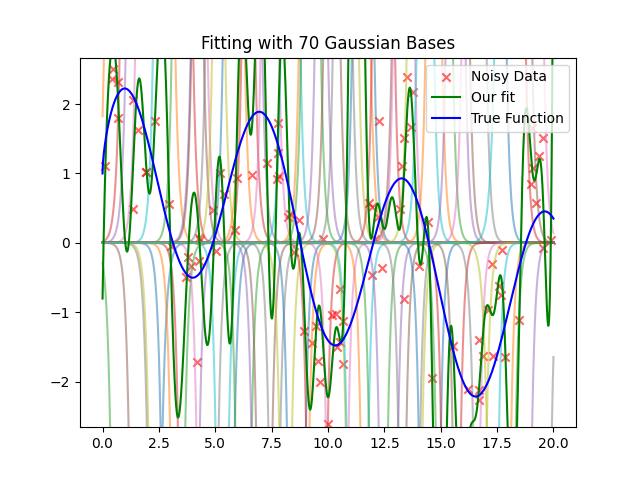 Fitting with 70 Gaussian Bases
Noisy Data
Our fit
True Function
2
1
0
−1
−2
0.0 2.5 5.0 7.5 10.0 12.5 15.0 17.5 20.0